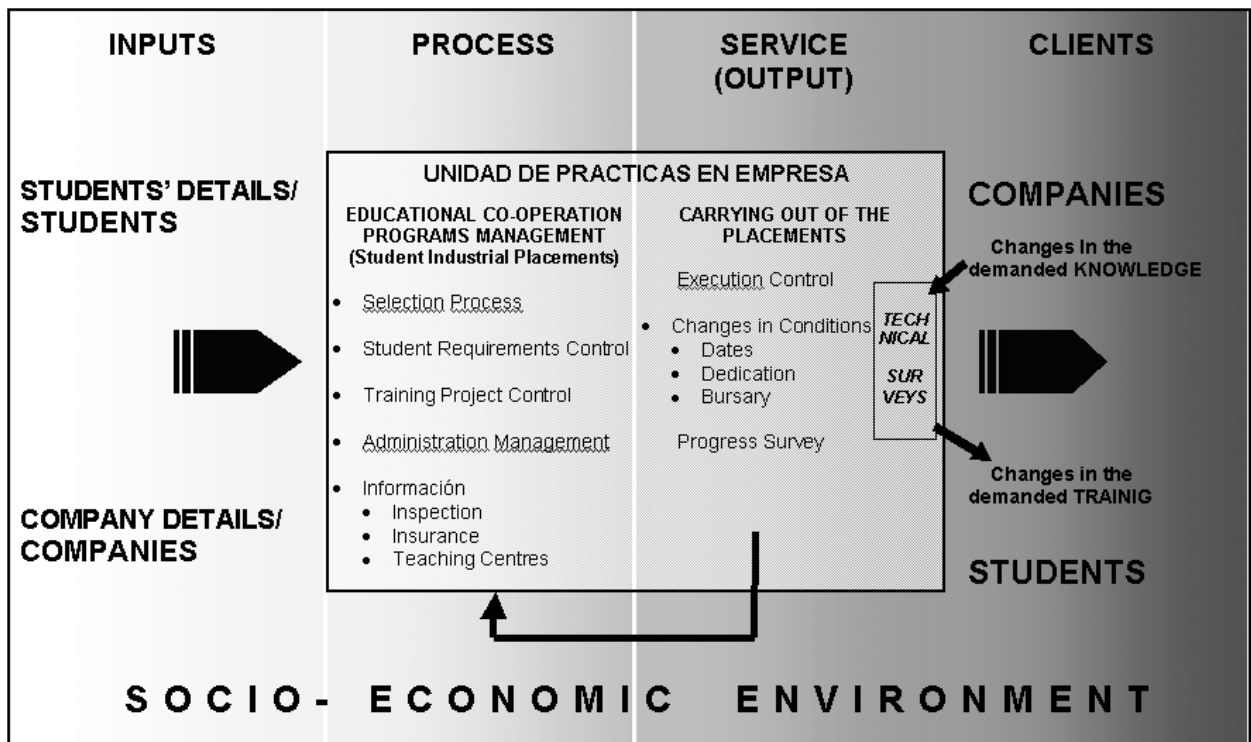 INPUTS
PROCESS
SERVICE
(OUTPUT)
CLIENTS
STUDENTS' DETAILS/
STUDENTS
COMPANY DETAILS/
COMPANIES
UNIDAD DE PRACTICAS EN EMPRESA
EDUCATIONAL CO-OPERATION
PROGRAMS MANAGEMENT
(Student Industrial Placements)
• Selection Process
• Student Requirements Control
• Training Project Control
• Administration Management
• Información
• Inspection
• Insurance
• Teaching Centres
CARRYING OUT OF THE
PLACEMENTS
Execution Control
• Changes in Conditions
• Dates
• Dedication
• Bursary
Progress Survey
TECH
NICAL
SUR
VEYS
COMPANIES
Changes in the
demanded KNOWLEDGE
Changes in the
demanded TRAINIG
STUDENTS
SOCIO- ECONOMIC ENVIRONMENT